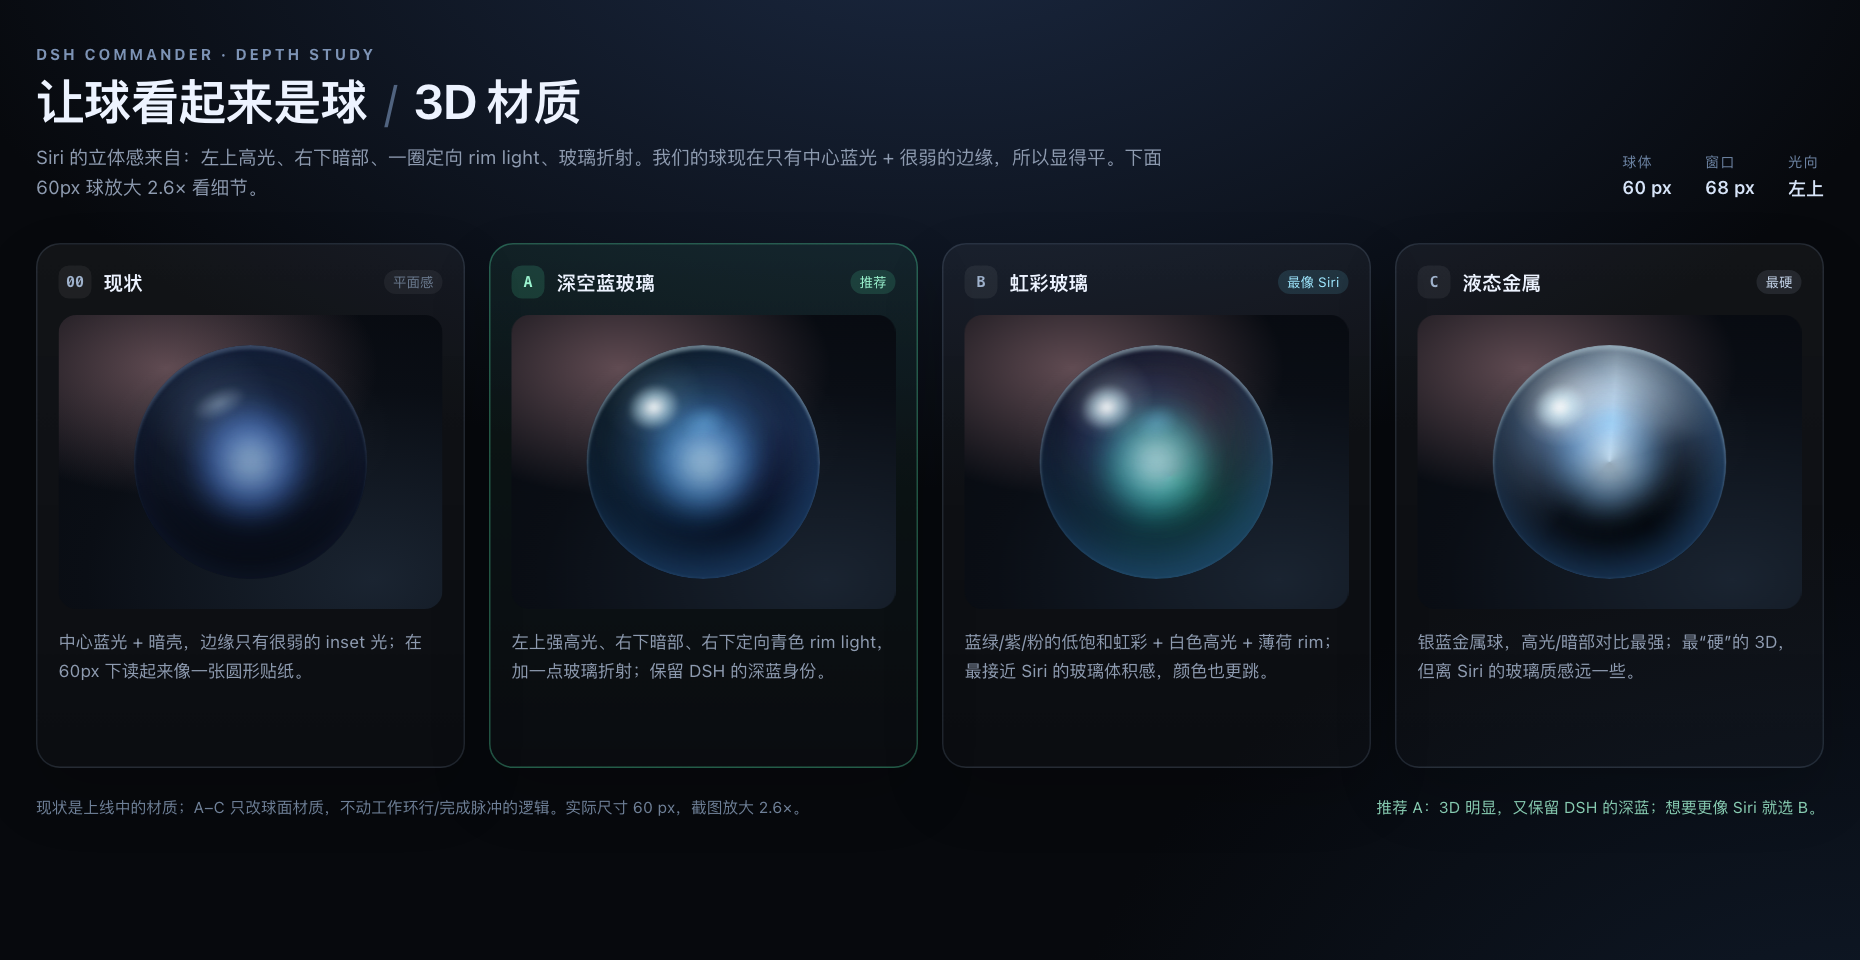 DSH COMMANDER · DEPTH STUDY
让球看起来是球 / 3D 材质
Siri 的立体感来自：左上高光、右下暗部、一圈定向 rim light、玻璃折射。我们的球现在只有中心蓝光 + 很弱的边缘，所以显得平。下面
60px 球放大 2.6× 看细节。
球体 窗口 光向
60 px 68 px 左上
00 现状 平面感
中心蓝光 + 暗壳，边缘只有很弱的 inset 光；在
60px 下读起来像一张圆形贴纸。
A 深空蓝玻璃 推荐
左上强高光、右下暗部、右下定向青色 rim light，
加一点玻璃折射；保留 DSH 的深蓝身份。
B 虹彩玻璃 最像 Siri
蓝绿/紫/粉的低饱和虹彩 + 白色高光 + 薄荷 rim；
最接近 Siri 的玻璃体积感，颜色也更跳。
C 液态金属 最硬
银蓝金属球，高光/暗部对比最强；最“硬”的 3D，
但离 Siri 的玻璃质感远一些。
现状是上线中的材质；A–C 只改球面材质，不动工作环行/完成脉冲的逻辑。实际尺寸 60 px，截图放大 2.6×。
推荐 A：3D 明显，又保留 DSH 的深蓝；想要更像 Siri 就选 B。